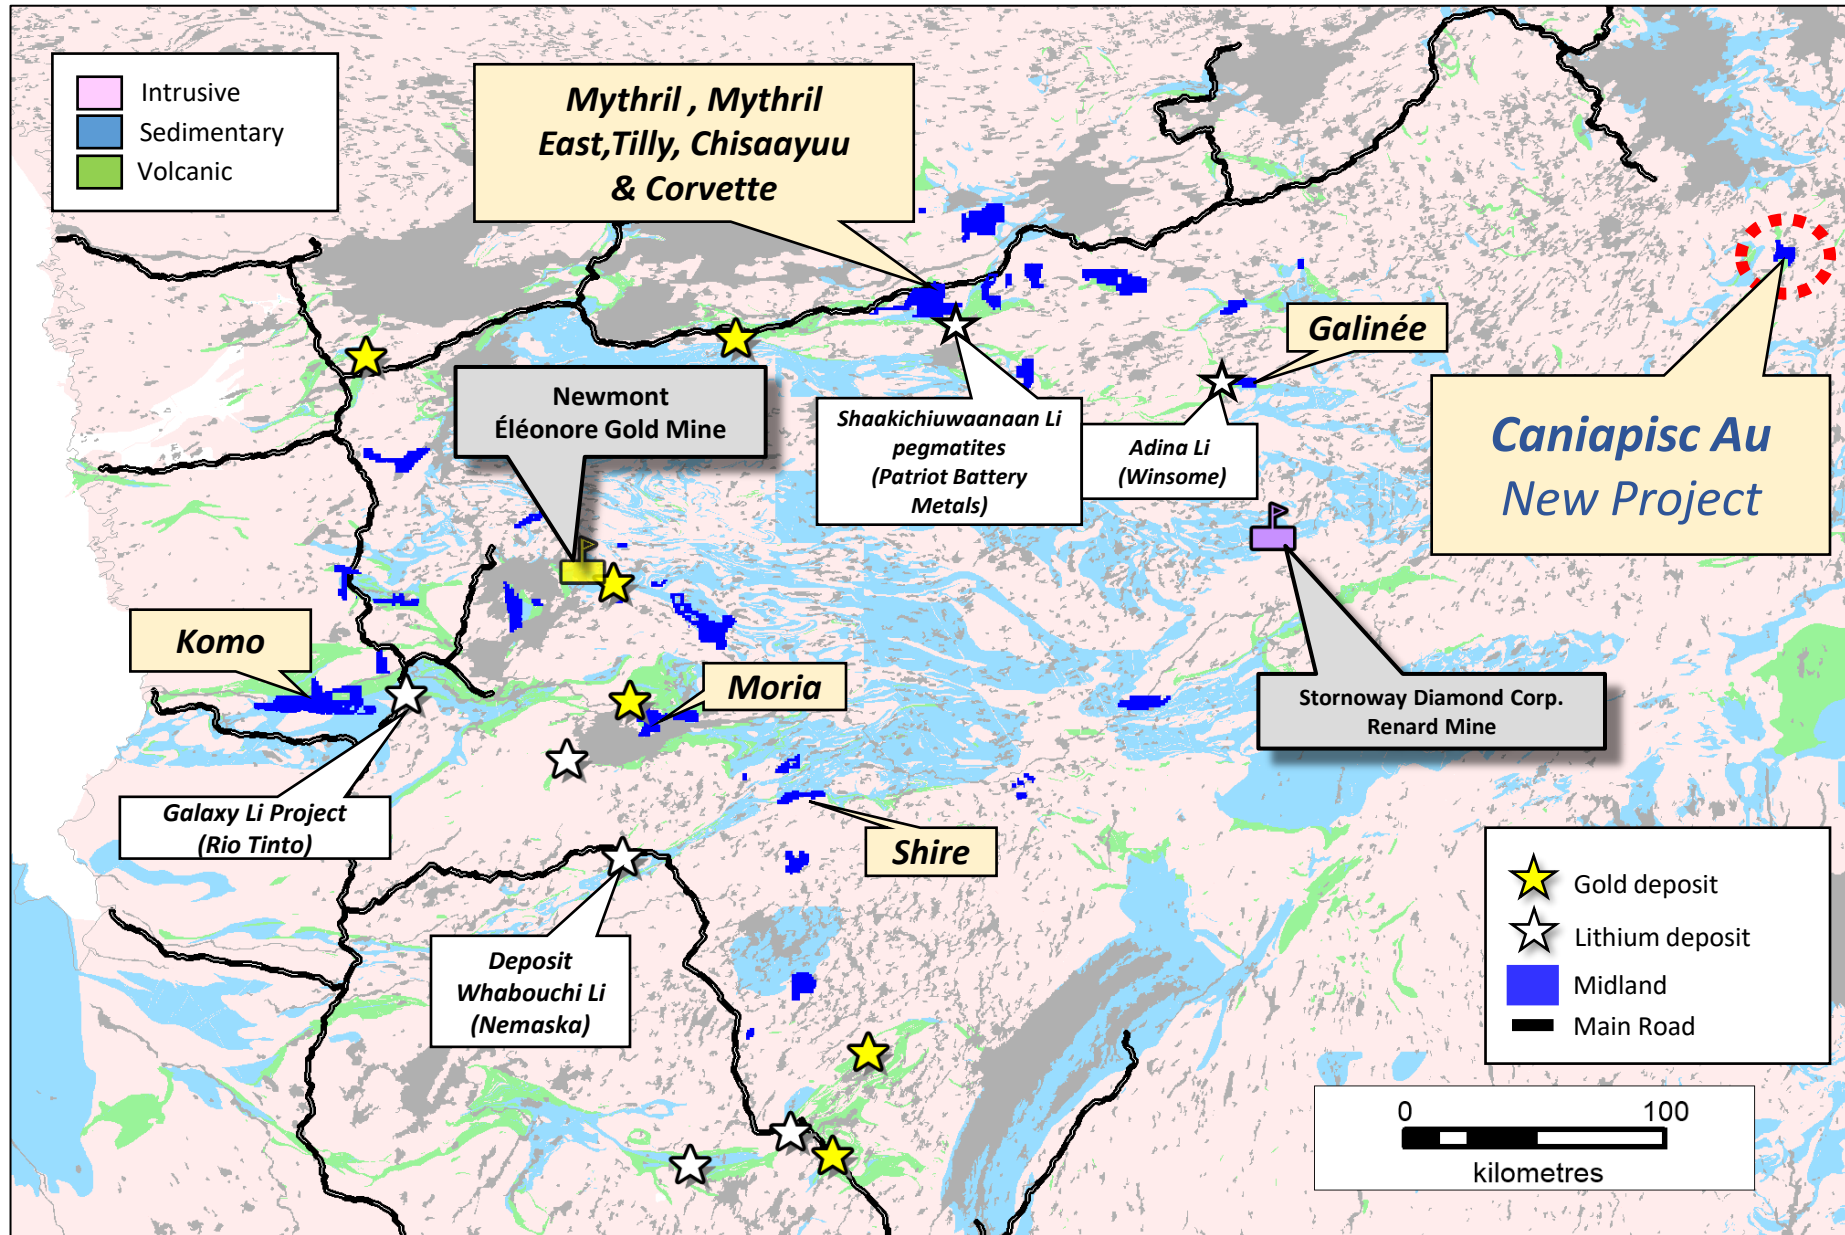 Intrusive
Sedimentary
Volcanic
Mythril , Mythril
East,Tilly, Chisaayuu
& Corvette
Galinée
Newmont
Éléonore Gold Mine
Shaakichiuwaanaan Li
pegmatites
(Patriot Battery
Metals)
Adina Li
(Winsome)
Caniapisc Au
New Project
Komo
Moria
Stornoway Diamond Corp.
Renard Mine
Galaxy Li Project
(Rio Tinto)
Shire
Deposit
Whabouchi Li
(Nemaska)
Gold deposit
Lithium deposit
Midland
Main Road
0 100
kilometres